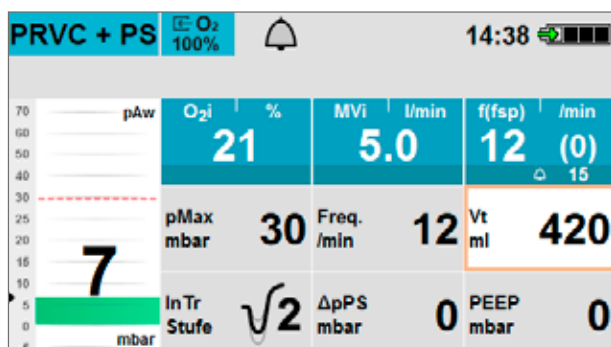 PRVC + PS O₂ 100% 14:38
70 pAw
60
50
40
30
25
20
15
10
5
0
5
7
mbar
O₂i % MVi l/min f(fsp) /min
21 5.0 12 (0)
15
pMax mbar 30 Freq. /min 12 Vt ml 420
InTr Stufe 2 ΔpPS mbar 0 PEEP mbar 0